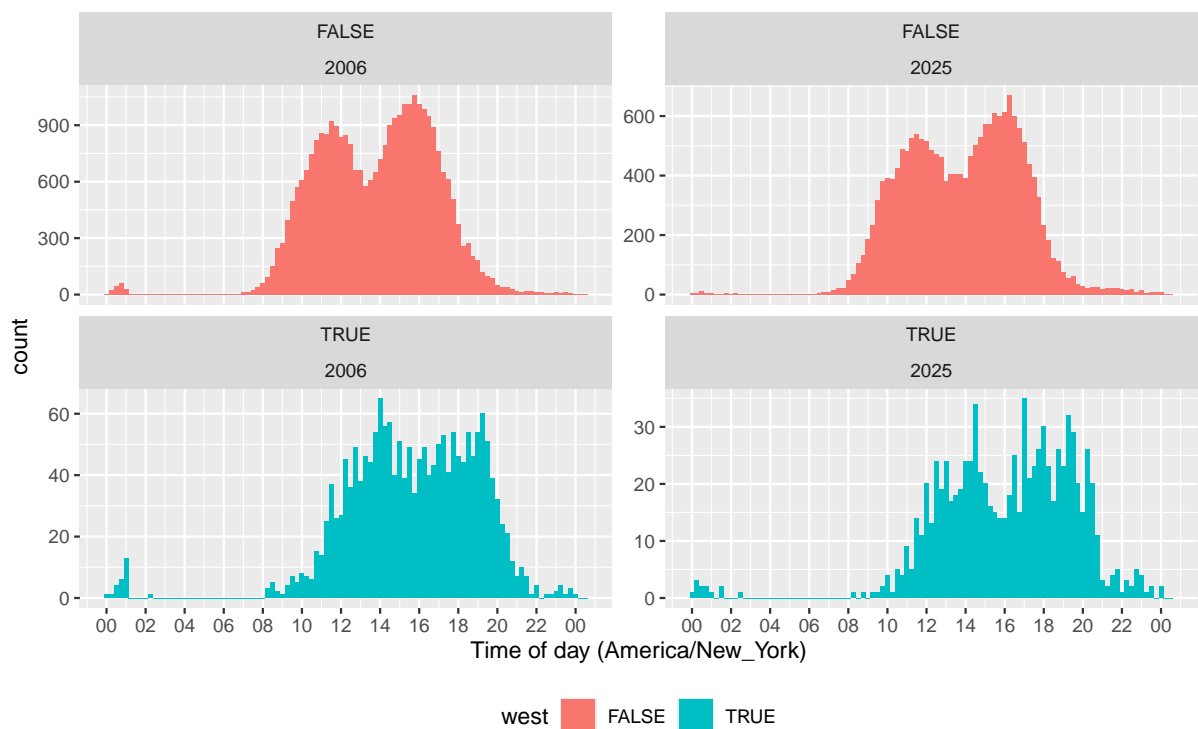 FALSE
2006
FALSE
2025
900
600
300
0
600
400
200
0
TRUE
2006
TRUE
2025
60
40
20
0
30
20
10
0
00 02 04 06 08 10 12 14 16 18 20 22 00
00 02 04 06 08 10 12 14 16 18 20 22 00
count
Time of day (America/New_York)
west FALSE TRUE